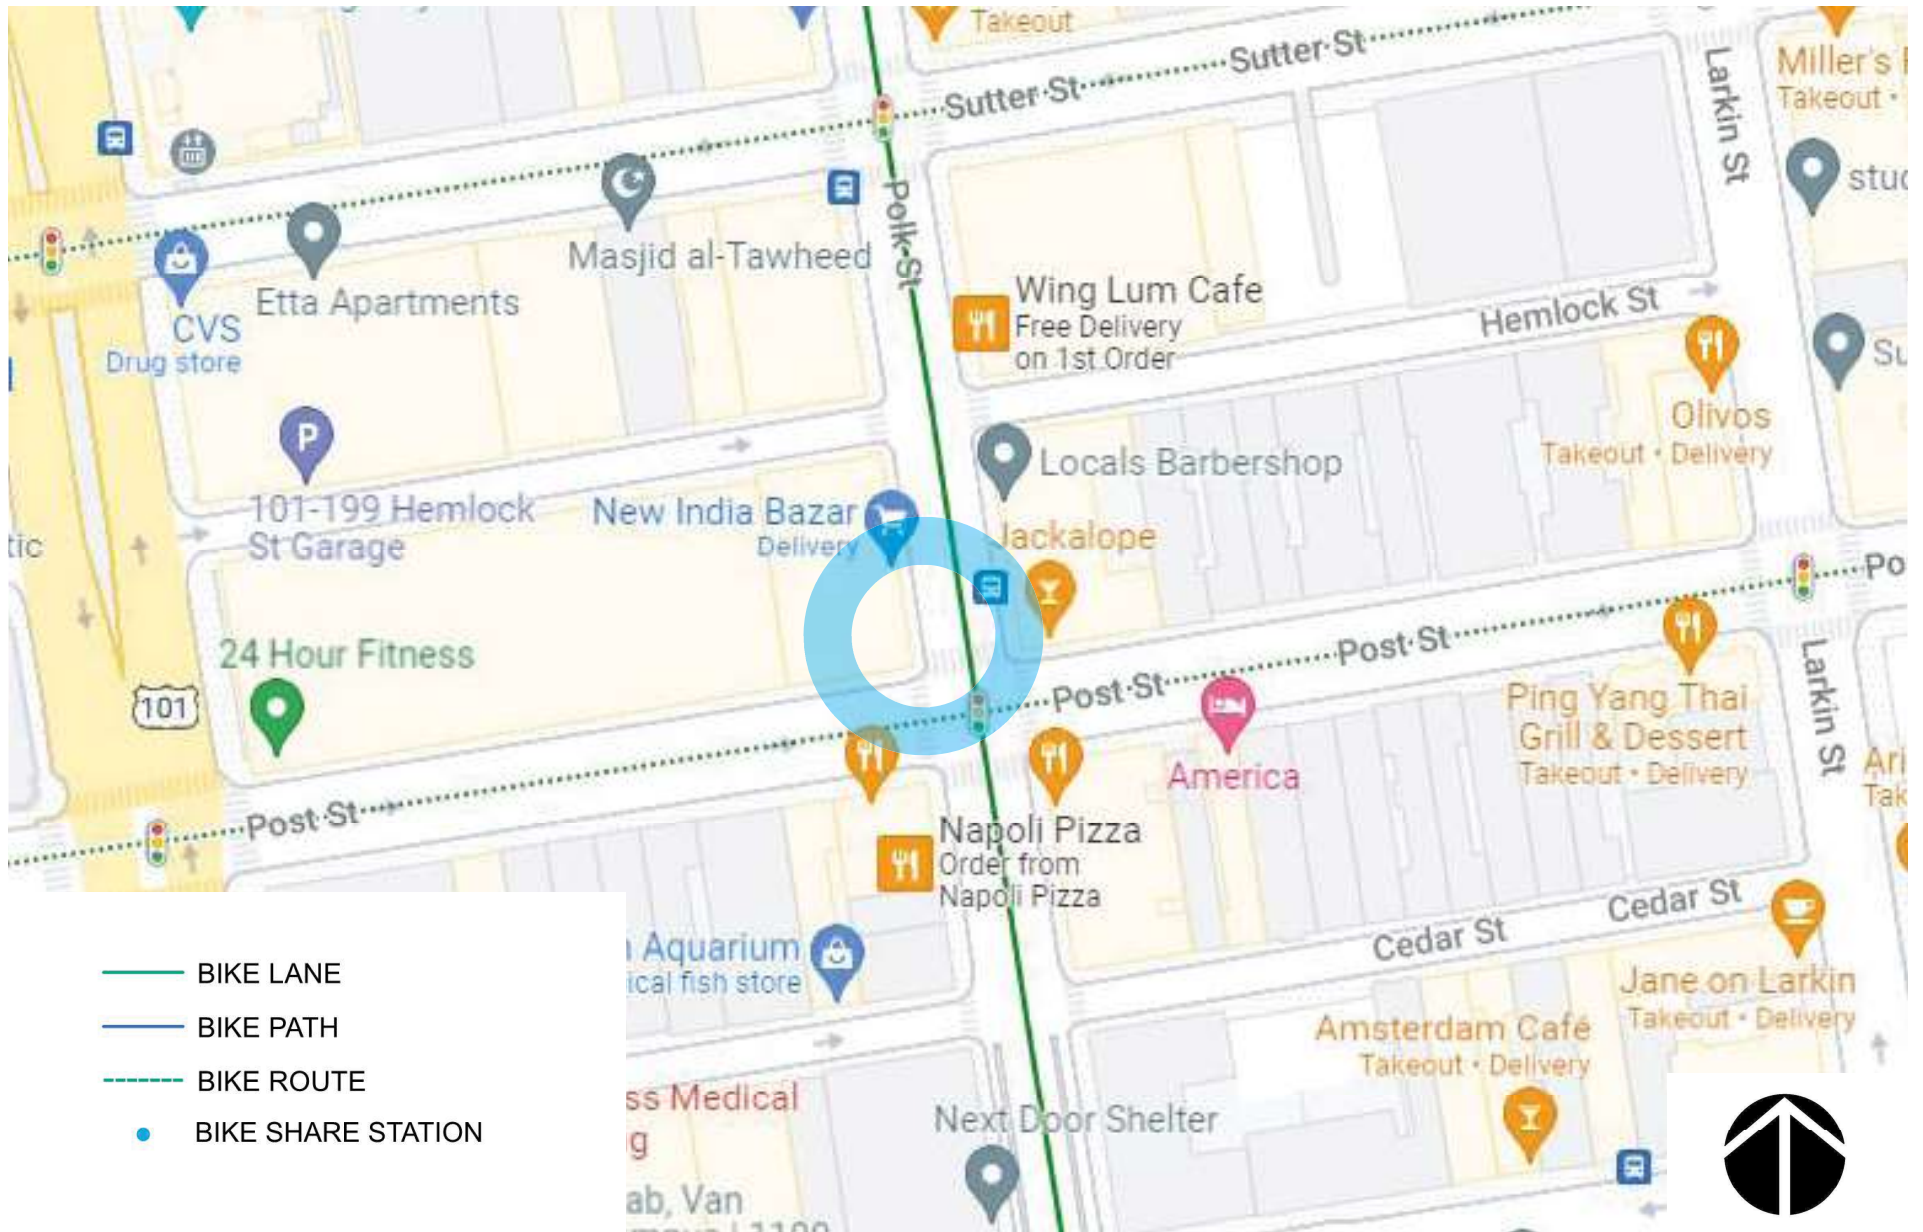 Takeout
Sutter St
Sutter St
Larkin St
Miller's
Takeout •
Polk St
Masjid al-Tawheed
Etta Apartments
CVS
Drug store
Wing Lum Cafe
Free Delivery
on 1st Order
Hemlock St
Olivos
Takeout • Delivery
P
101-199 Hemlock
St Garage
New India Bazar
Delivery
Locals Barbershop
Jackalope
tic
Po
24 Hour Fitness
101
Post St
Post St
Post St
America
Ping Yang Thai
Grill & Dessert
Takeout • Delivery
Larkin St
Ari
Tak
Napoli Pizza
Order from
Napoli Pizza
Cedar St
Cedar St
Aquarium
ical fish store
Jane on Larkin
Takeout • Delivery
Amsterdam Café
Takeout • Delivery
ss Medical
g
Next Door Shelter
ab, Van
BIKE LANE
BIKE PATH
BIKE ROUTE
BIKE SHARE STATION